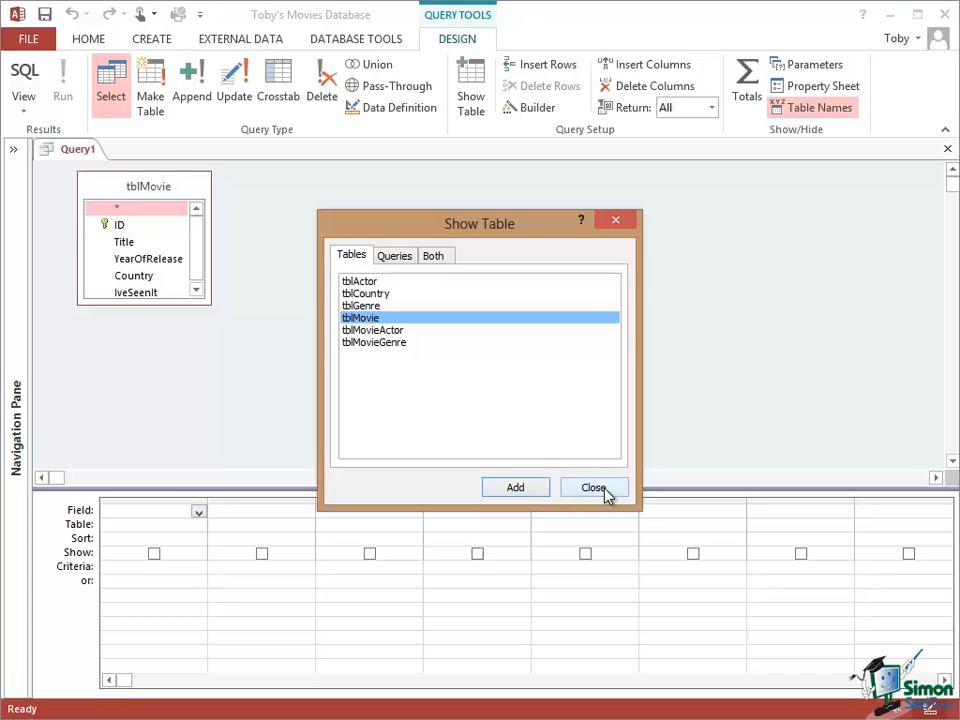 Toby's Movies Database
QUERY TOOLS
FILE
HOME
CREATE
EXTERNAL DATA
DATABASE TOOLS
DESIGN
Toby
SQL
View
Run
Results
Select
Make Table
Append
Update
Crosstab
Delete
Union
Pass-Through
Data Definition
Query Type
Show Table
Insert Rows
Delete Rows
Builder
Insert Columns
Delete Columns
Return: All
Query Setup
Totals
Parameters
Property Sheet
XYZ Table Names
Show/Hide
Query1
tblMovie
*
ID
Title
YearOfRelease
Country
IveSeenIt
Navigation Pane
Show Table
Tables
Queries
Both
tblActor
tblCountry
tblGenre
tblMovie
tblMovieActor
tblMovieGenre
Add
Close
Field:
Table:
Sort:
Show:
Criteria:
or:
Ready
Simon